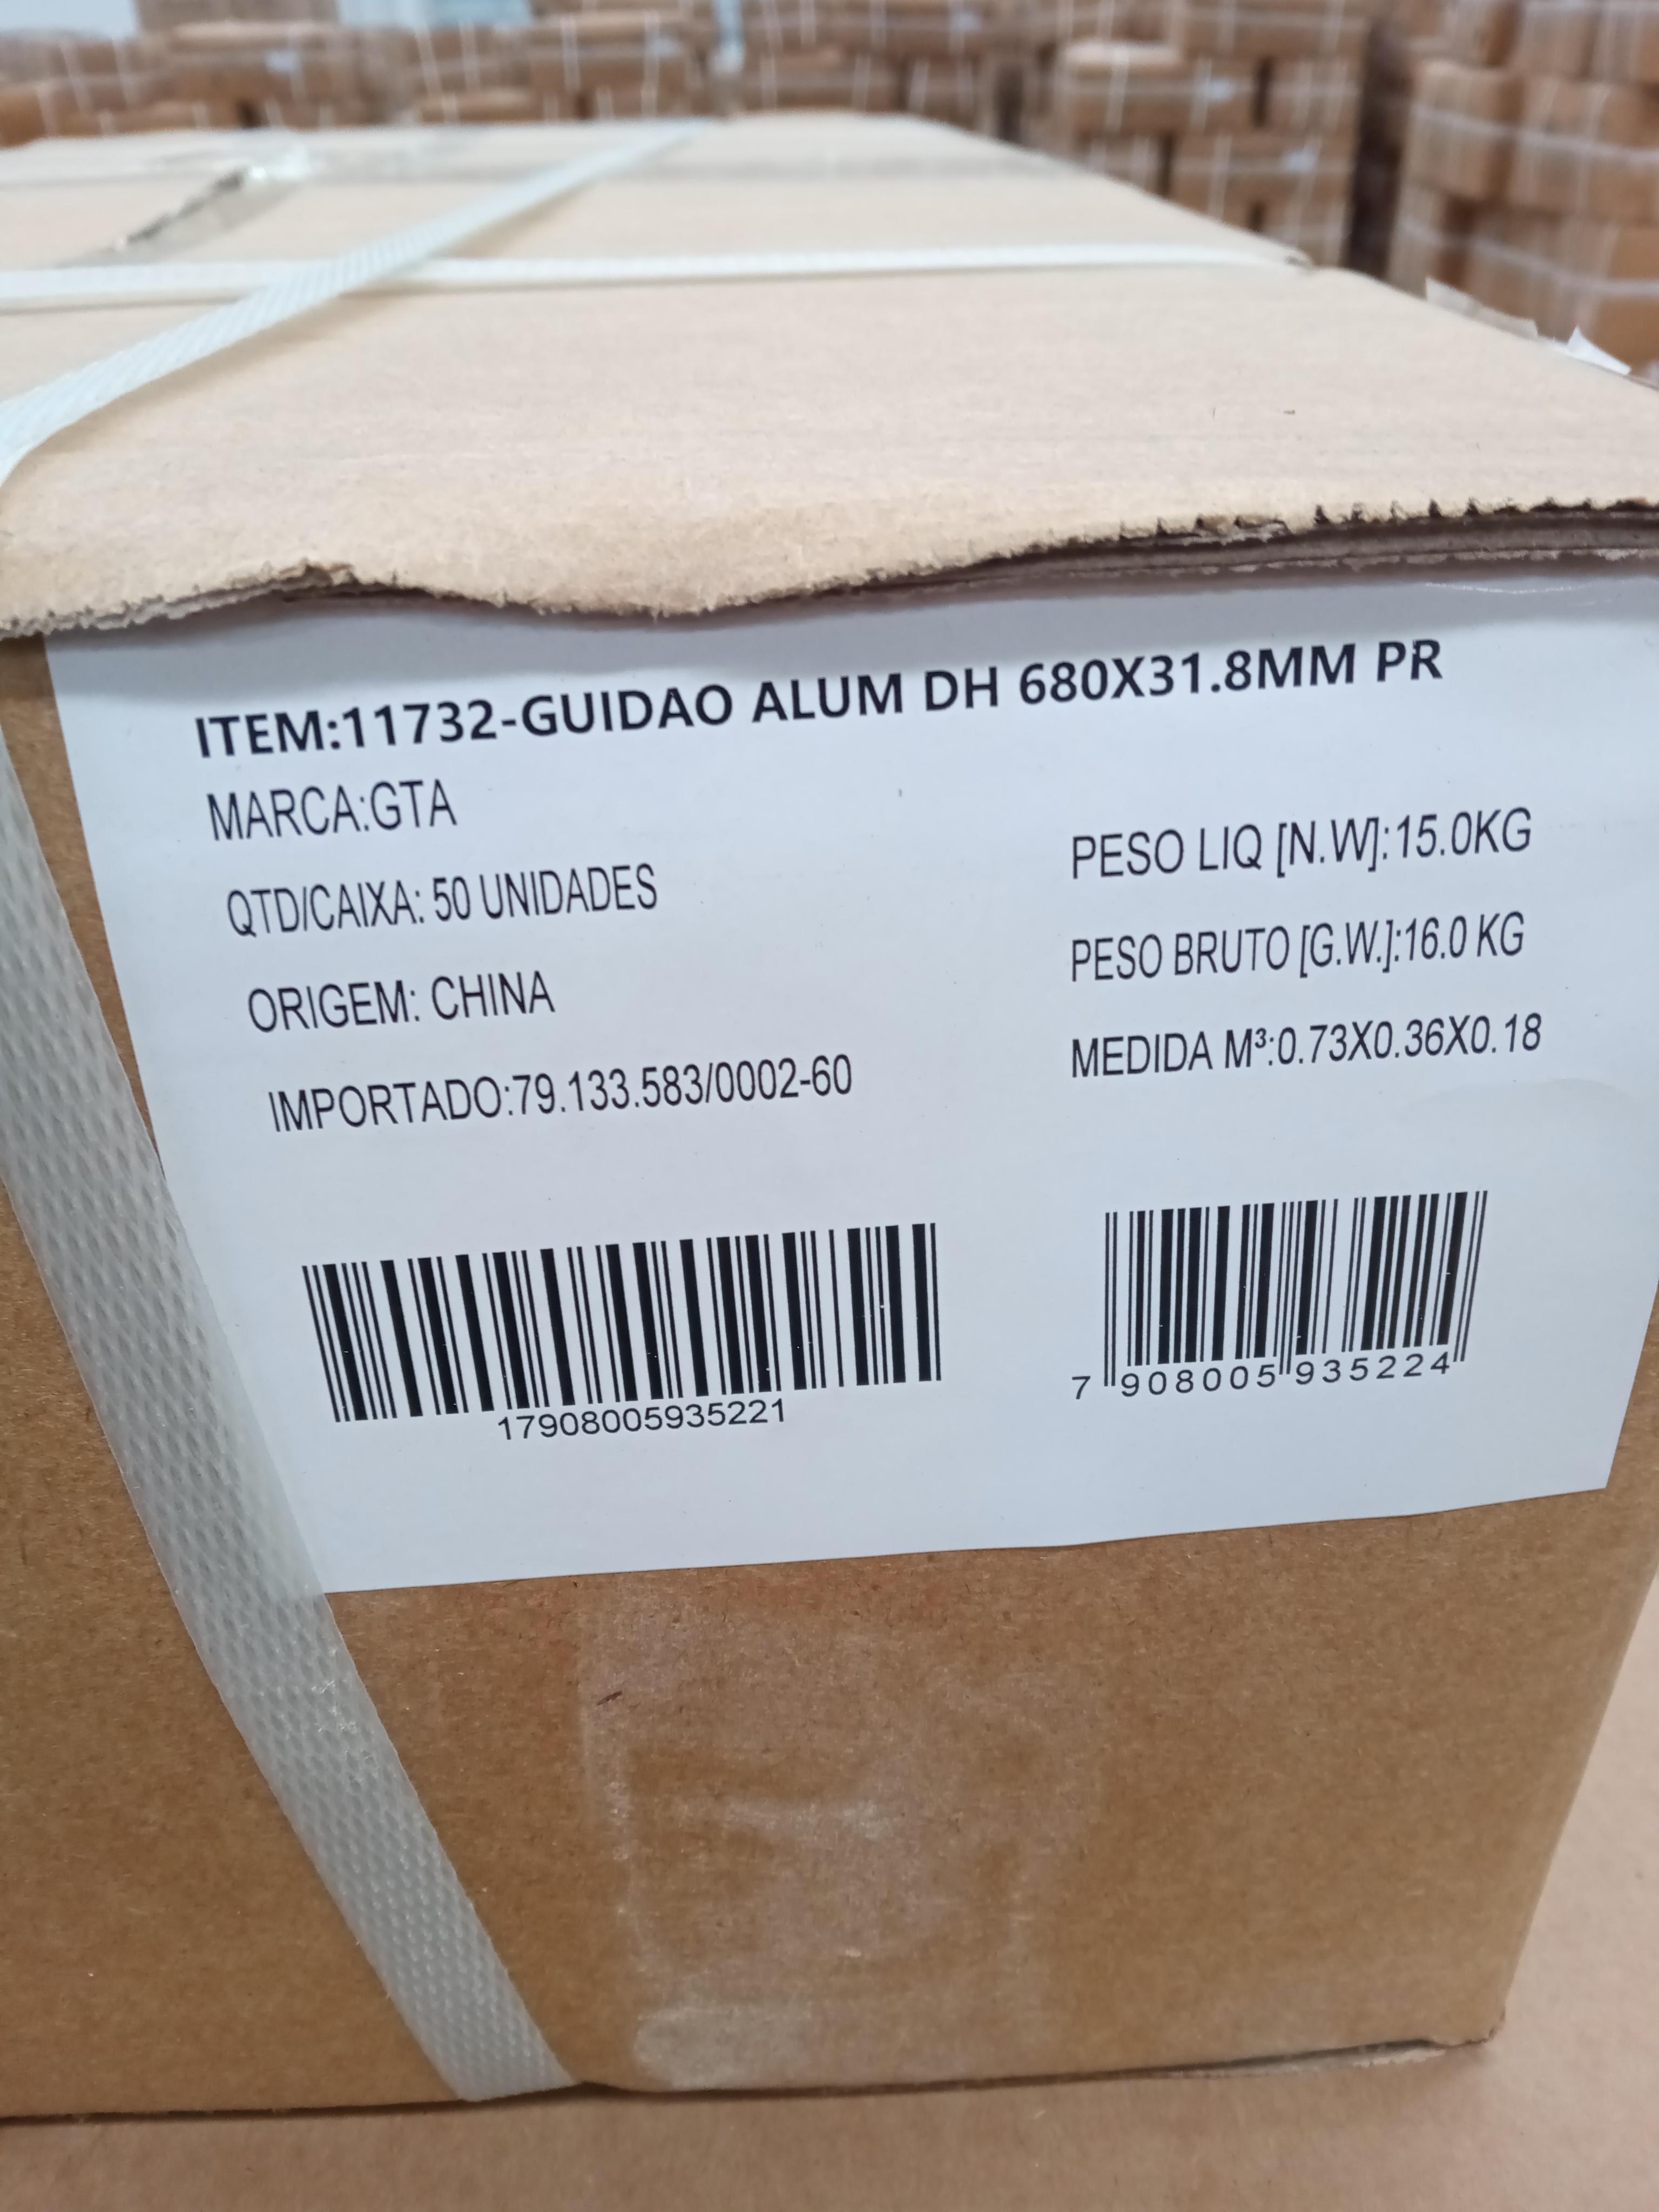 ITEM:11732-GUIDAO ALUM DH 680X31.8MM PR
MARCA:GTA
QTD/CAIXA: 50 UNIDADES
ORIGEM: CHINA
IMPORTADO:79.133.583/0002-60
PESO LIQ [N.W]:15.0KG
PESO BRUTO [G.W.]:16.0 KG
MEDIDA M³:0.73X0.36X0.18
17908005935221
7 908005 935224